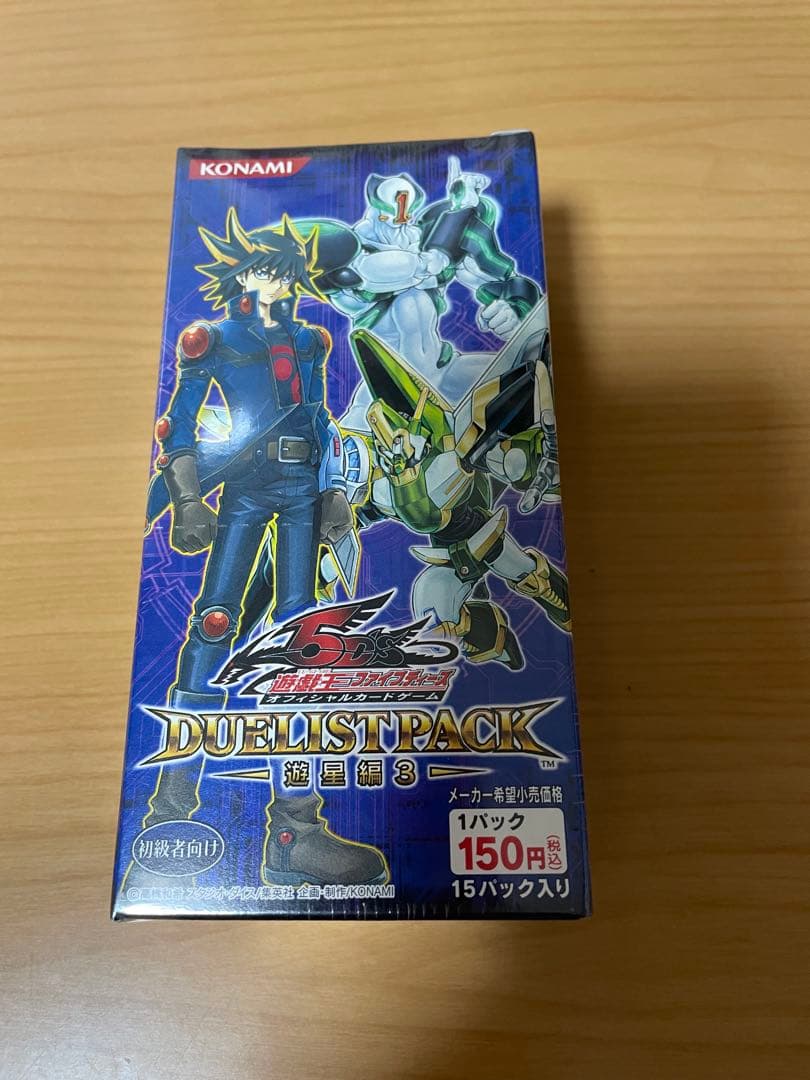 KONAMI
1
5D's
遊戯王ファイブディーズ
オフィシャルカードゲーム
DUELIST PACK
TM
遊星編3
メーカー希望小売価格
1パック
150円(税込)
15パック入り
初級者向け
©高橋和希 スタジオ・ダイス/集英社 企画・制作/KONAMI